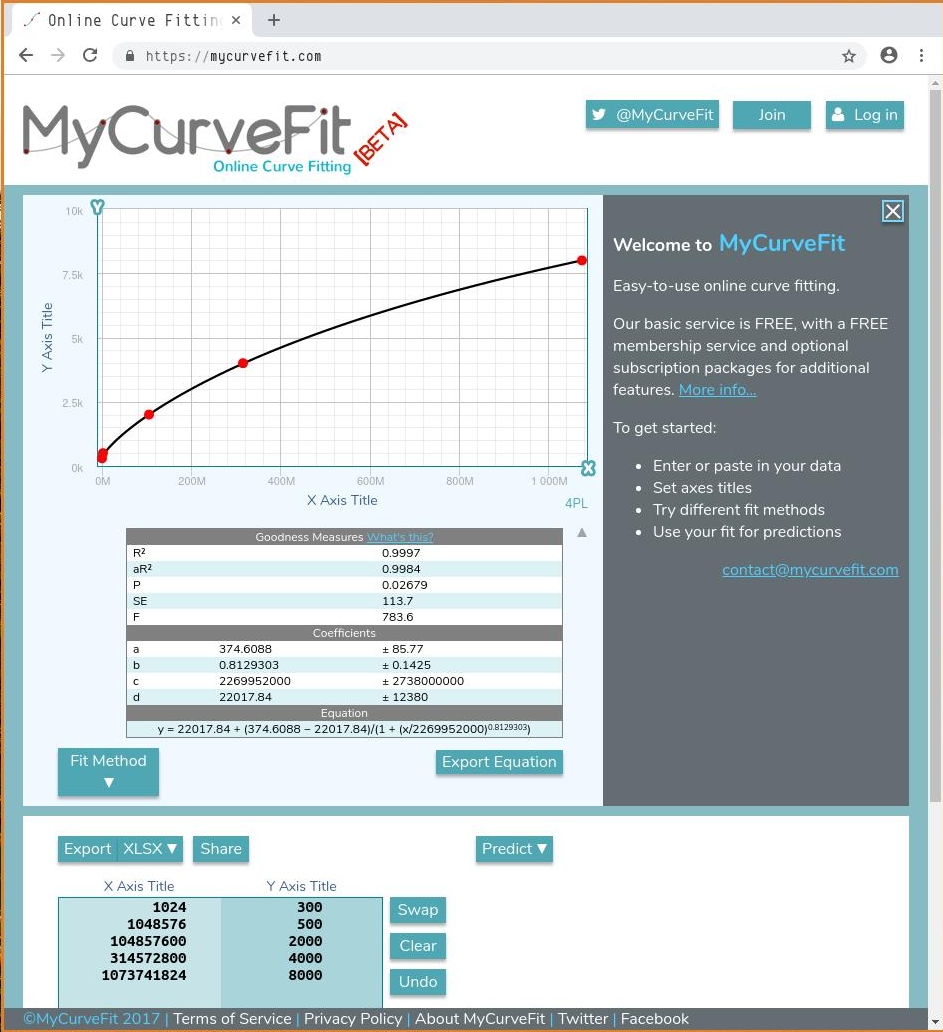 Online Curve Fittin
https://mycurvefit.com
MyCurveFit
Online Curve Fitting
[BETA]
@MyCurveFit
Join
Log in
Y
10k
7.5k
5k
2.5k
0k
Y Axis Title
X
0M 200M 400M 600M 800M 1 000M
X Axis Title
4PL
Goodness Measures What's this?
R² 0.9997
aR² 0.9984
P 0.02679
SE 113.7
F 783.6
Coefficients
a 374.6088 ± 85.77
b 0.8129303 ± 0.1425
c 2269952000 ± 2738000000
d 22017.84 ± 12380
Equation
y = 22017.84 + (374.6088 − 22017.84)/(1 + (x/2269952000)^0.8129303)
Fit Method
▼
Export Equation
Welcome to MyCurveFit
Easy-to-use online curve fitting.
Our basic service is FREE, with a FREE
membership service and optional
subscription packages for additional
features. More info...
To get started:
• Enter or paste in your data
• Set axes titles
• Try different fit methods
• Use your fit for predictions
contact@mycurvefit.com
Export XLSX ▼
Share
Predict ▼
X Axis Title Y Axis Title
1024 300
1048576 500
104857600 2000
314572800 4000
1073741824 8000
Swap
Clear
Undo
©MyCurveFit 2017 | Terms of Service | Privacy Policy | About MyCurveFit | Twitter | Facebook